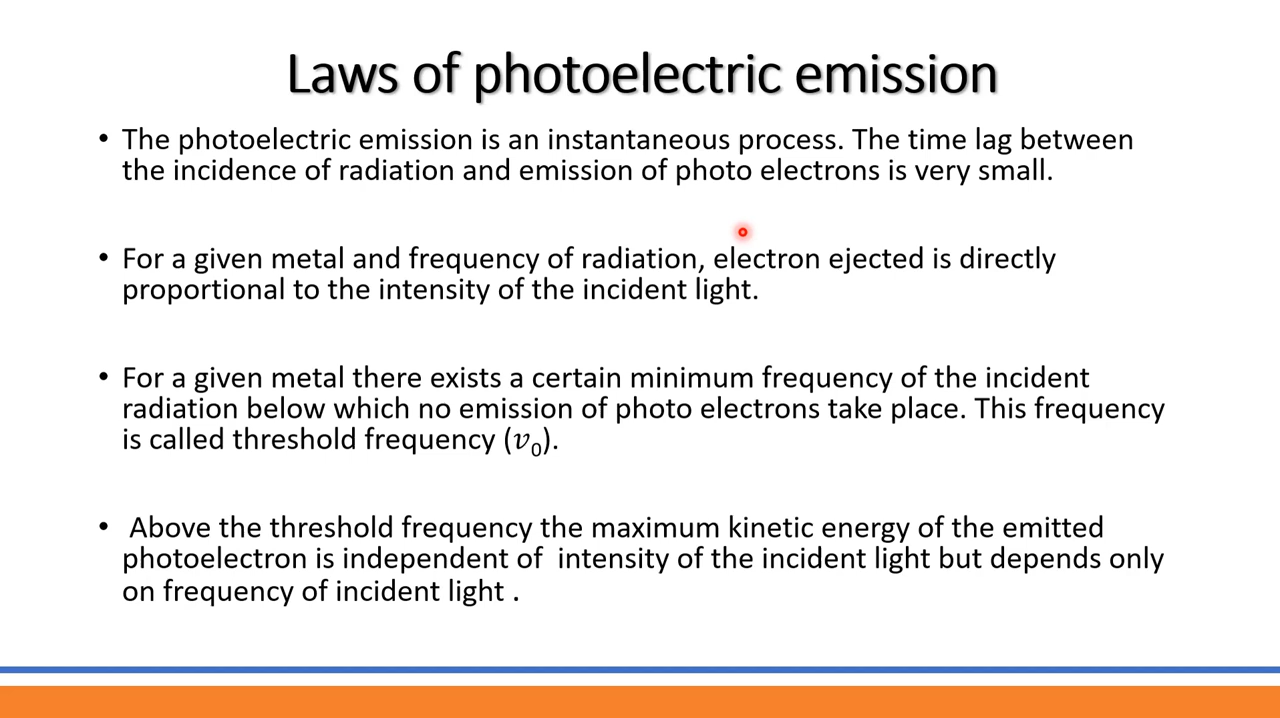 Laws of photoelectric emission
• The photoelectric emission is an instantaneous process. The time lag between
the incidence of radiation and emission of photo electrons is very small.
• For a given metal and frequency of radiation, electron ejected is directly
proportional to the intensity of the incident light.
• For a given metal there exists a certain minimum frequency of the incident
radiation below which no emission of photo electrons take place. This frequency
is called threshold frequency (𝑣₀).
• Above the threshold frequency the maximum kinetic energy of the emitted
photoelectron is independent of intensity of the incident light but depends only
on frequency of incident light .